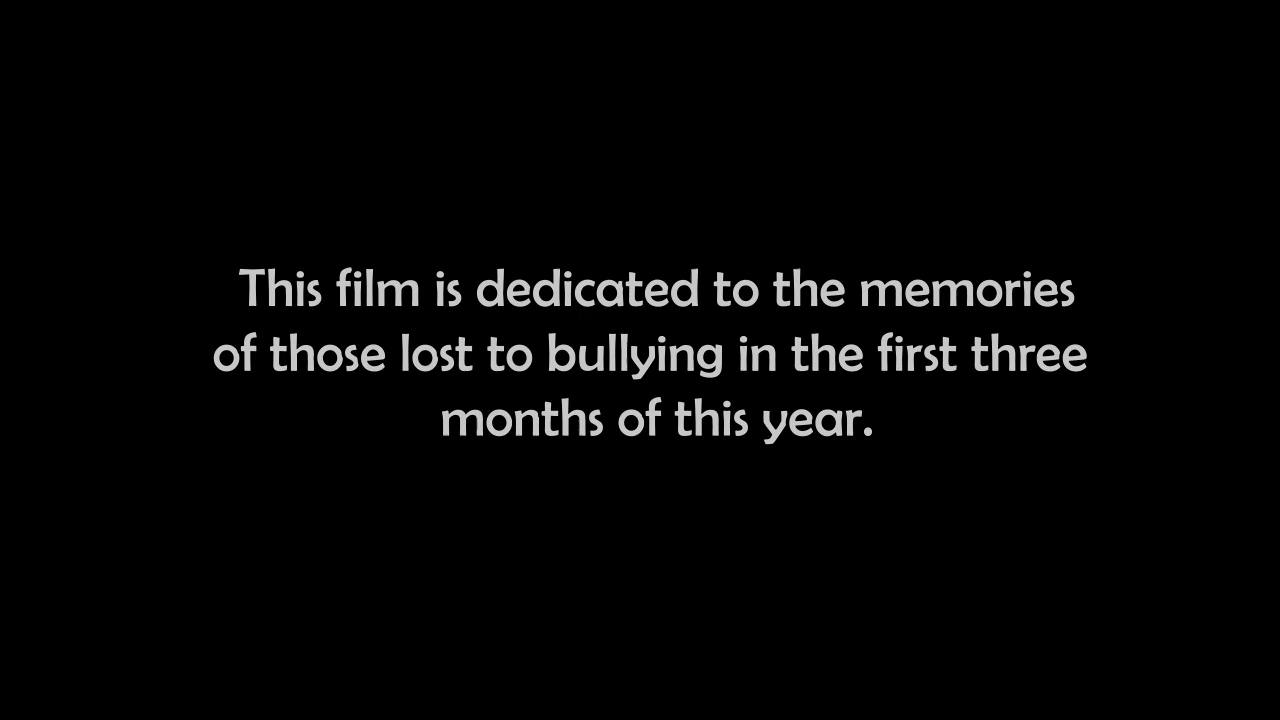 This film is dedicated to the memories
of those lost to bullying in the first three
months of this year.